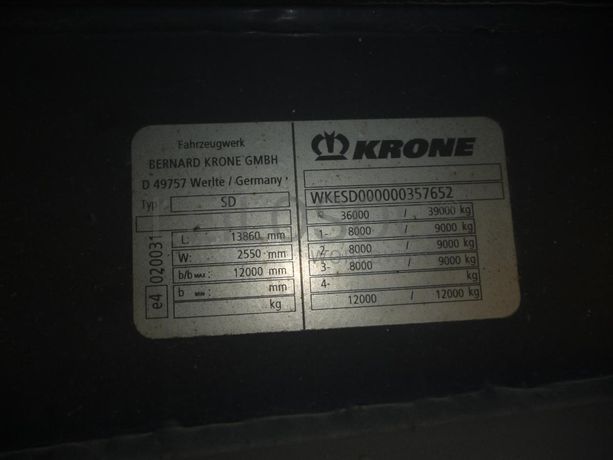 Fahrzeugwerk
BERNARD KRONE GMBH
D 49757 Werlte / Germany
Typ SD
e4 020031
L: 13860 mm
W: 2550 mm
b/b MAX : 12000 mm
b MIN : mm
kg
KRONE
WKESD000000357652
36000 / 39000 kg
1- 8000 / 9000 kg
2- 8000 / 9000 kg
3- 8000 / 9000 kg
4- kg
12000 / 12000 kg